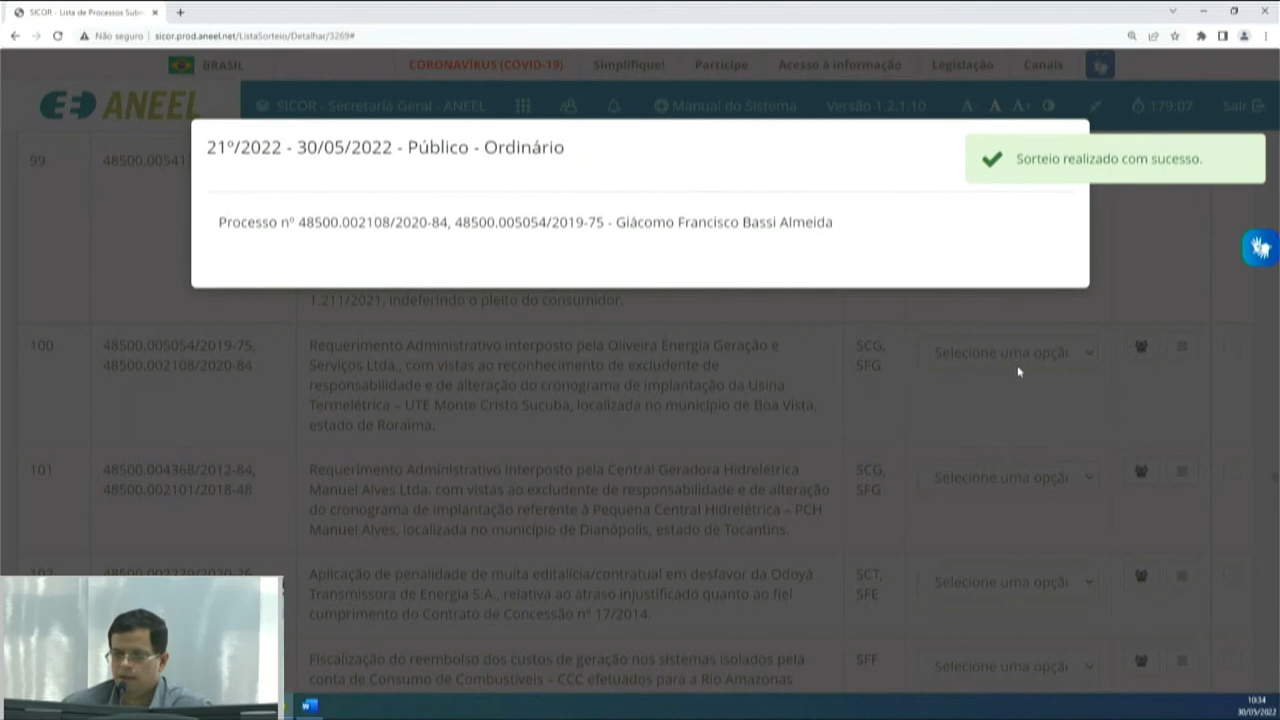 SICOR - Lista de Processos Sub
Não seguro | sicor.prod.aneel.net/ListaSorteio/Detalhar/3269#
BRASIL
CORONAVÍRUS (COVID-19)
Simplifique!
Participe
Acesso à informação
Legislação
Canais
ANEEL
SICOR - Secretaria Geral - ANEEL
Manual do Sistema
Versão 1.2.1.10
A-
A
A+
179:07
Sair
21º/2022 - 30/05/2022 - Público - Ordinário
Sorteio realizado com sucesso.
Processo nº 48500.002108/2020-84, 48500.005054/2019-75 - Giácomo Francisco Bassi Almeida
99
48500.00541
1.211/2021, indeferindo o pleito do consumidor.
100
48500.005054/2019-75,
48500.002108/2020-84
Requerimento Administrativo interposto pela Oliveira Energia Geração e
Serviços Ltda., com vistas ao reconhecimento de excludente de
responsabilidade e de alteração do cronograma de implantação da Usina
Termelétrica – UTE Monte Cristo Sucuba, localizada no município de Boa Vista,
estado de Roraima.
SCG,
SFG
Selecione uma opçã
101
48500.004368/2012-84,
48500.002101/2018-48
Requerimento Administrativo interposto pela Central Geradora Hidrelétrica
Manuel Alves Ltda. com vistas ao excludente de responsabilidade e de alteração
do cronograma de implantação referente à Pequena Central Hidrelétrica – PCH
Manuel Alves, localizada no município de Dianópolis, estado de Tocantins.
SCG,
SFG
Selecione uma opçã
102
48500.002239/2020-26
Aplicação de penalidade de multa editalícia/contratual em desfavor da Odoyá
Transmissora de Energia S.A., relativa ao atraso injustificado quanto ao fiel
cumprimento do Contrato de Concessão nº 17/2014.
SCT,
SFE
Selecione uma opçã
Fiscalização do reembolso dos custos de geração nos sistemas isolados pela
conta de Consumo de Combustíveis – CCC efetuados para a Rio Amazonas
SFF
Selecione uma opçã
10:34
30/05/2022